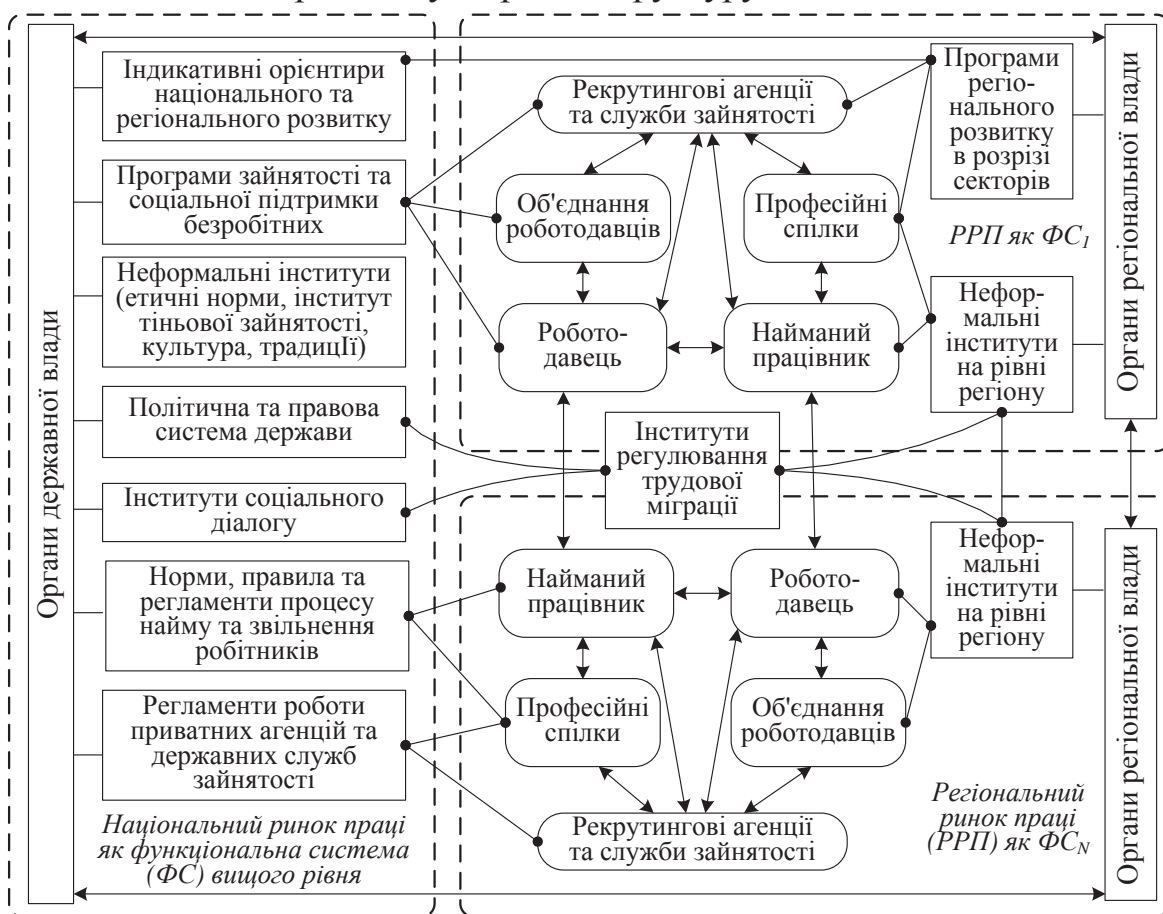 Органи державної влади
Індикативні орієнтири
національного та
регіонального розвитку
Програми зайнятості та
соціальної підтримки
безробітних
Неформальні інститути
(етичні норми, інститут
тіньової зайнятості,
культура, традиціЇ)
Політична та правова
система держави
Інститути соціального
діалогу
Норми, правила та
регламенти процесу
найму та звільнення
робітників
Регламенти роботи
приватних агенцій та
державних служб
зайнятості
Національний ринок праці
як функціональна система
(ФС) вищого рівня
Рекрутингові агенції
та служби зайнятості
Об'єднання
роботодавців
Професійні
спілки
Робото-
давець
Найманий
працівник
Програми
регіо-
нального
розвитку
в розрізі
секторів
РРП як ФС1
Нефор-
мальні
інститути
на рівні
регіону
Органи регіональної влади
Інститути
регулювання
трудової
міграції
Найманий
працівник
Робото-
давець
Професійні
спілки
Об'єднання
роботодавців
Рекрутингові агенції
та служби зайнятості
Нефор-
мальні
інститути
на рівні
регіону
Регіональний
ринок праці
(РРП) як ФСN
Органи регіональної влади